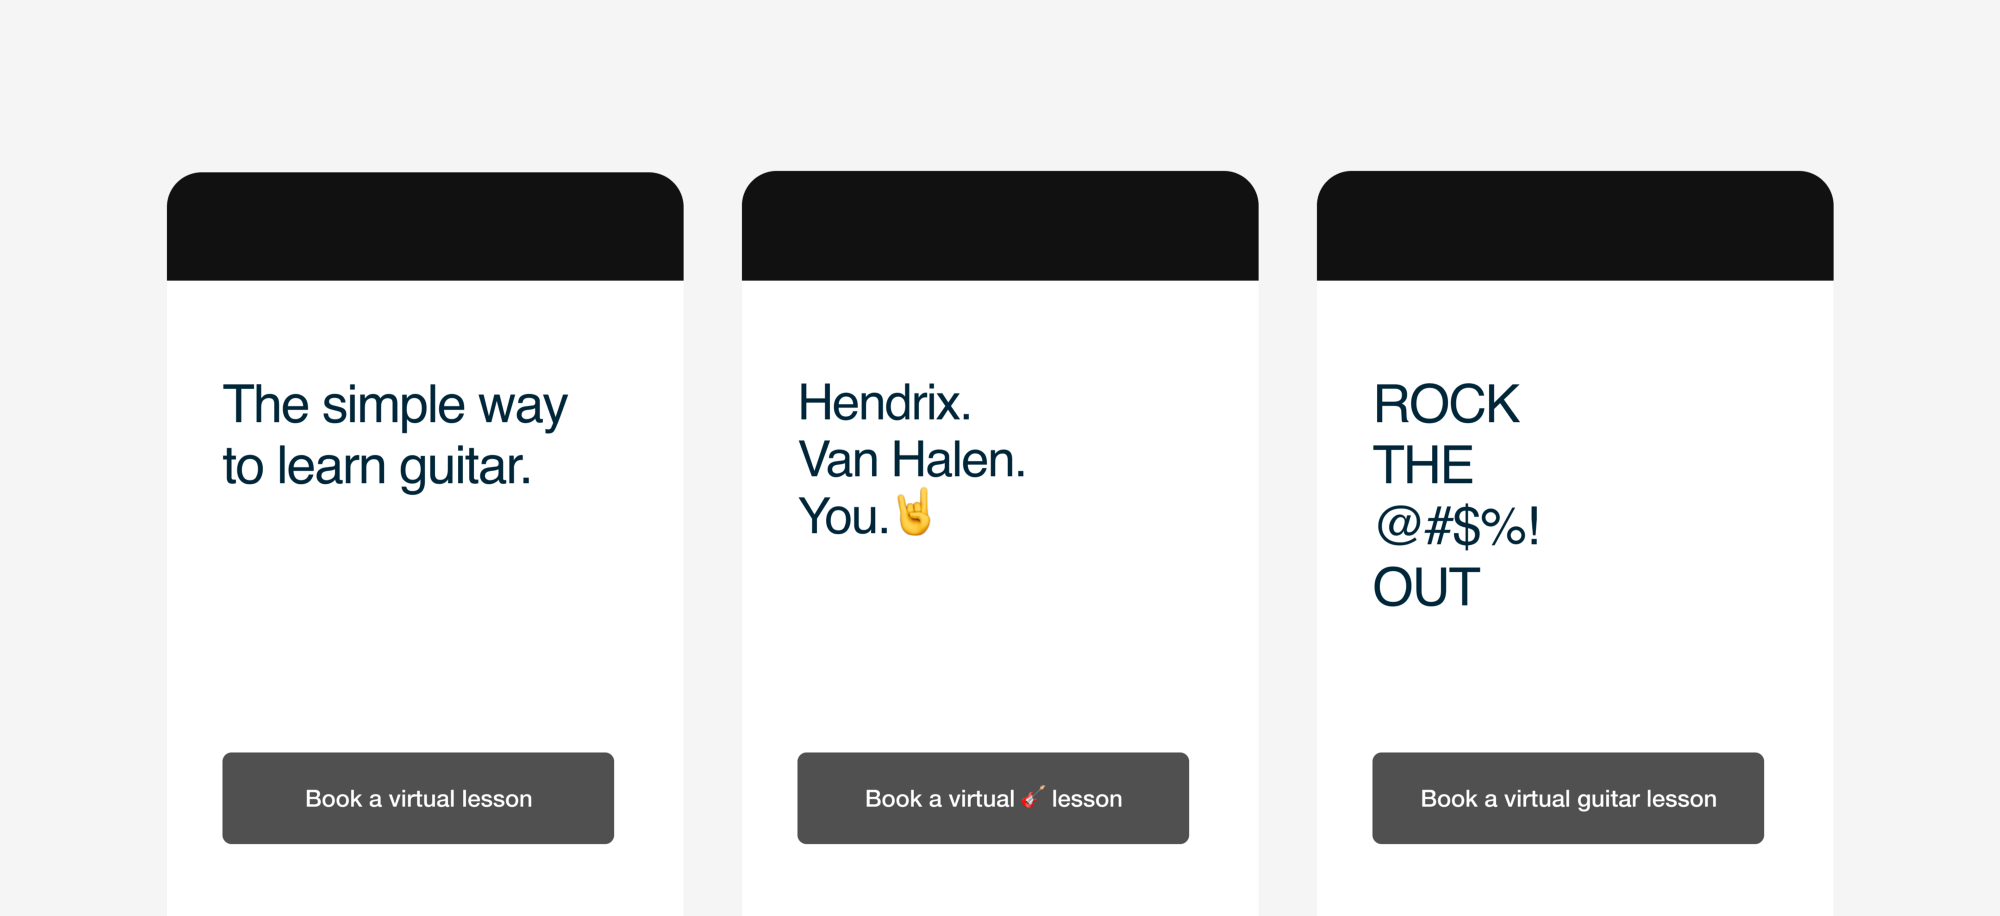 The simple way
to learn guitar.
Book a virtual lesson
Hendrix.
Van Halen.
You.🤘
Book a virtual 🎸 lesson
ROCK
THE
@#$%!
OUT
Book a virtual guitar lesson